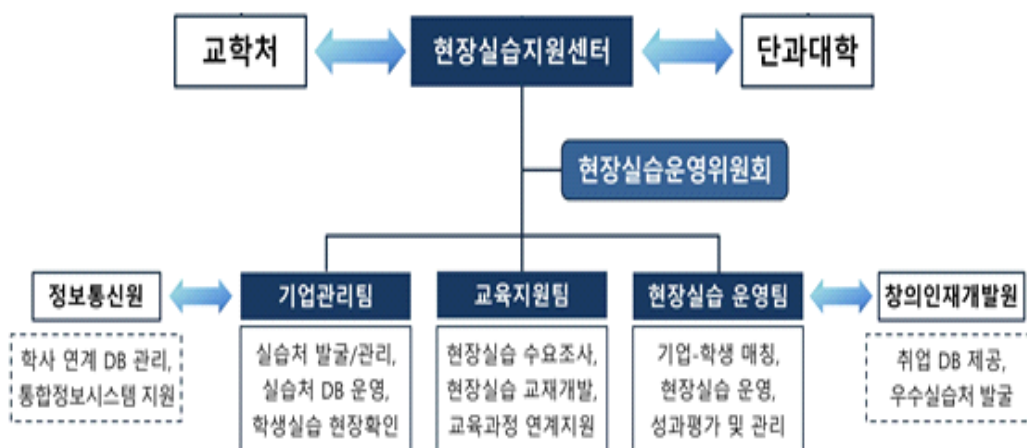 교학처
현장실습지원센터
단과대학
현장실습운영위원회
정보통신원
기업관리팀
교육지원팀
현장실습 운영팀
창의인재개발원
학사 연계 DB 관리,
통합정보시스템 지원
실습처 발굴/관리,
실습처 DB 운영,
학생실습 현장확인
현장실습 수요조사,
현장실습 교재개발,
교육과정 연계지원
기업-학생 매칭,
현장실습 운영,
성과평가 및 관리
취업 DB 제공,
우수실습처 발굴